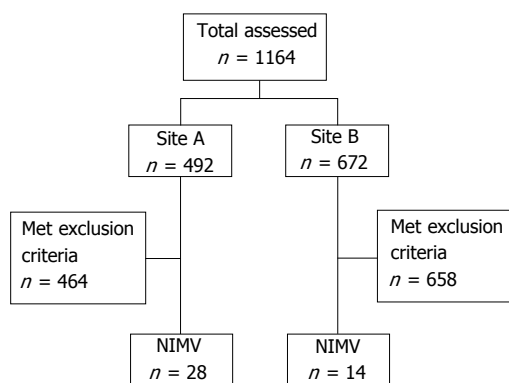 Total assessed
n = 1164
Site A
n = 492
Site B
n = 672
Met exclusion
criteria
n = 464
Met exclusion
criteria
n = 658
NIMV
n = 28
NIMV
n = 14